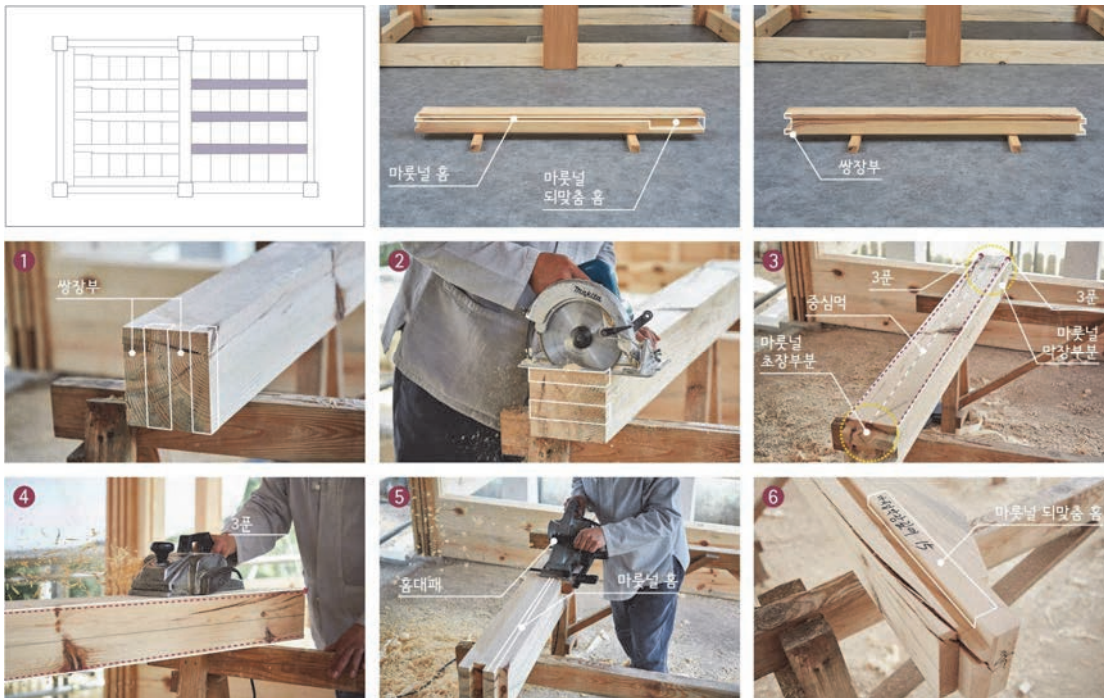 마룻널 홈
마룻널
되맞춤 홈
쌍장부
1
쌍장부
2
makita
3
3푼
중심먹
마룻널
초장부분
3푼
마룻널
막장부분
4
3푼
5
홈대패
마룻널 홈
6
마룻널 되맞춤 홈
15